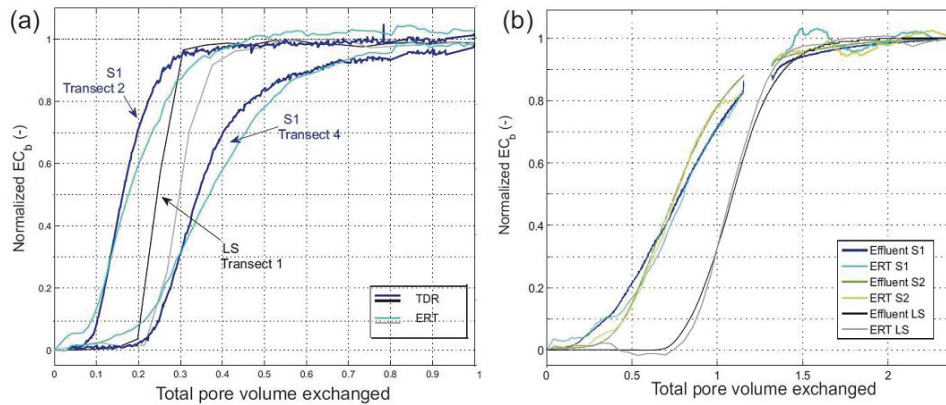 (a)
Normalized EC_b (-)
1
0.8
0.6
0.4
0.2
0
S1
Transect 2
S1
Transect 4
LS
Transect 1
TDR
ERT
0 0.1 0.2 0.3 0.4 0.5 0.6 0.7 0.8 0.9 1
Total pore volume exchanged
(b)
Normalized EC_b (-)
1
0.8
0.6
0.4
0.2
0
Effluent S1
ERT S1
Effluent S2
ERT S2
Effluent LS
ERT LS
0 0.5 1 1.5 2
Total pore volume exchanged